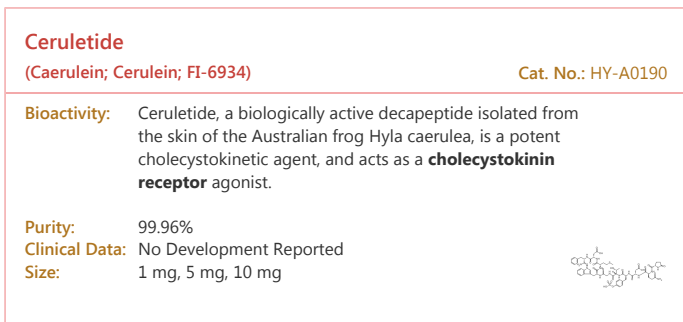 Ceruletide
(Caerulein; Cerulein; FI-6934) Cat. No.: HY-A0190
Bioactivity: Ceruletide, a biologically active decapeptide isolated from
the skin of the Australian frog Hyla caerulea, is a potent
cholecystokinetic agent, and acts as a cholecystokinin
receptor agonist.
Purity: 99.96%
Clinical Data: No Development Reported
Size: 1 mg, 5 mg, 10 mg